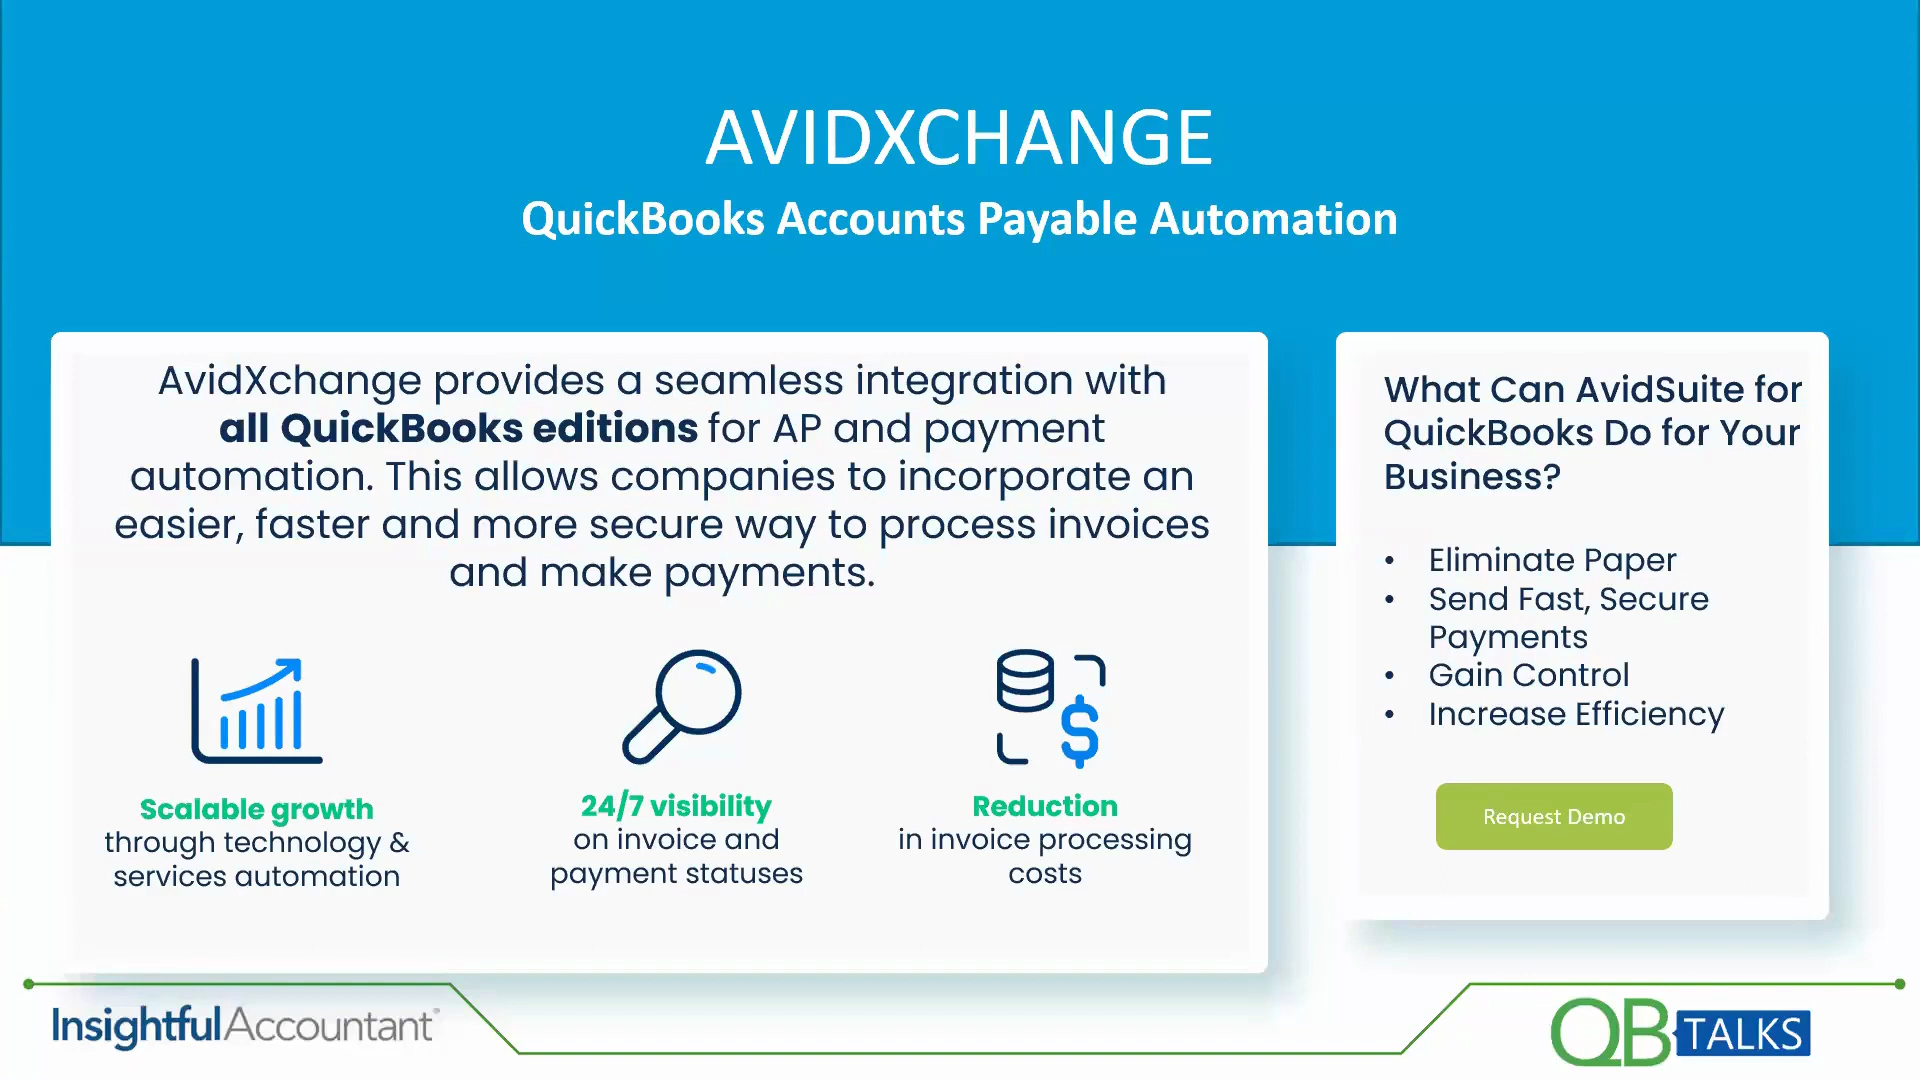 AVIDXCHANGE
QuickBooks Accounts Payable Automation
AvidXchange provides a seamless integration with
all QuickBooks editions for AP and payment
automation. This allows companies to incorporate an
easier, faster and more secure way to process invoices
and make payments.
Scalable growth
through technology &
services automation
24/7 visibility
on invoice and
payment statuses
Reduction
in invoice processing
costs
What Can AvidSuite for
QuickBooks Do for Your
Business?
• Eliminate Paper
• Send Fast, Secure
Payments
• Gain Control
• Increase Efficiency
Request Demo
InsightfulAccountant
QB TALKS